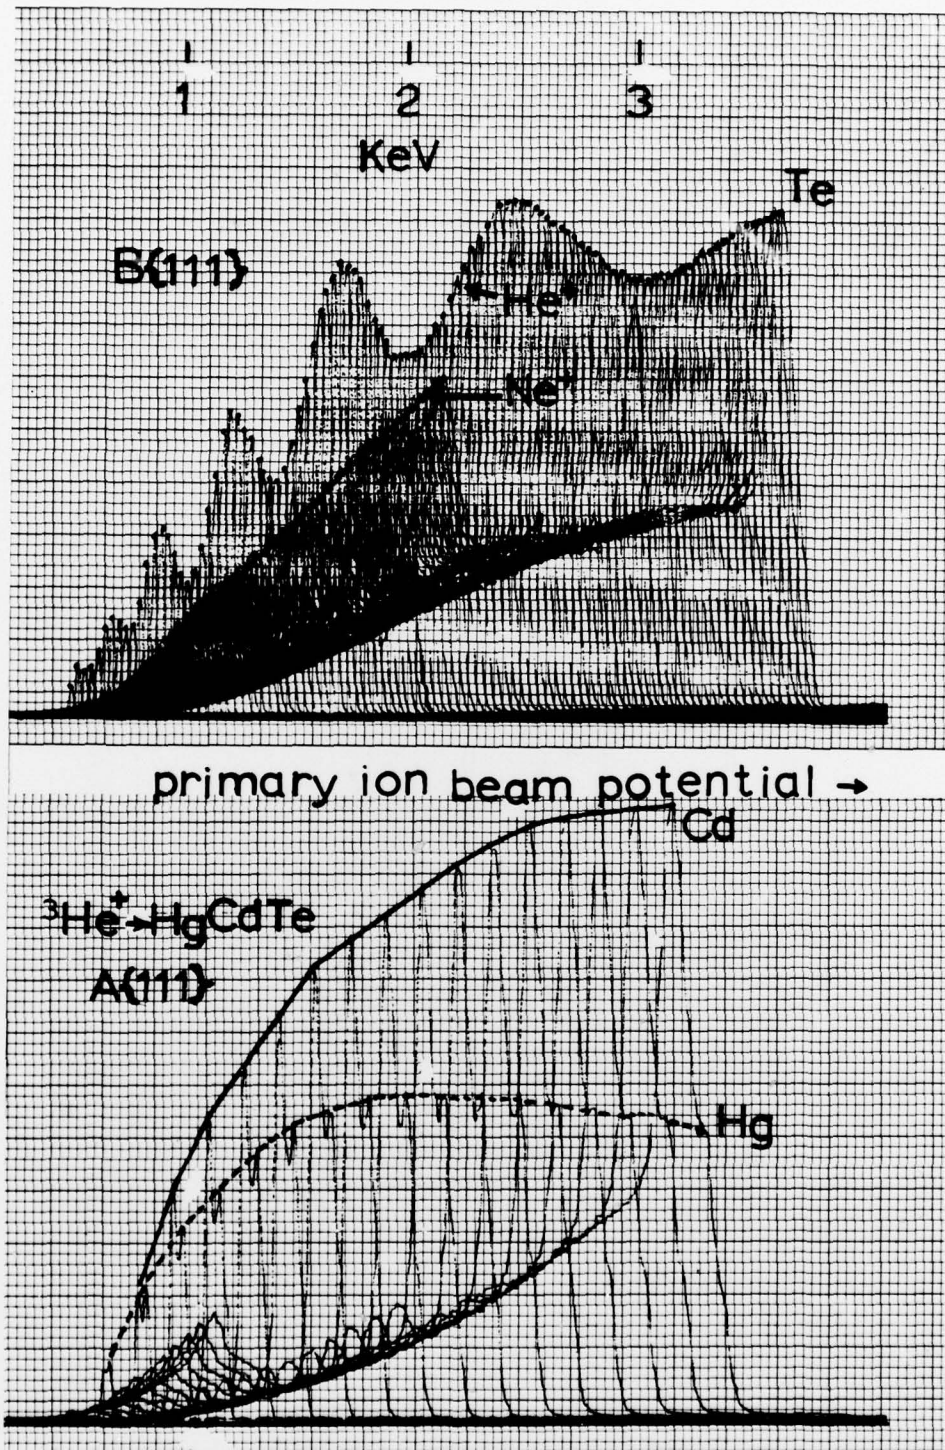 1 2 3
KeV
Te
B{111}
He⁺
Ne⁺
primary ion beam potential →
Cd
³He⁺→HgCdTe
A{111}
Hg